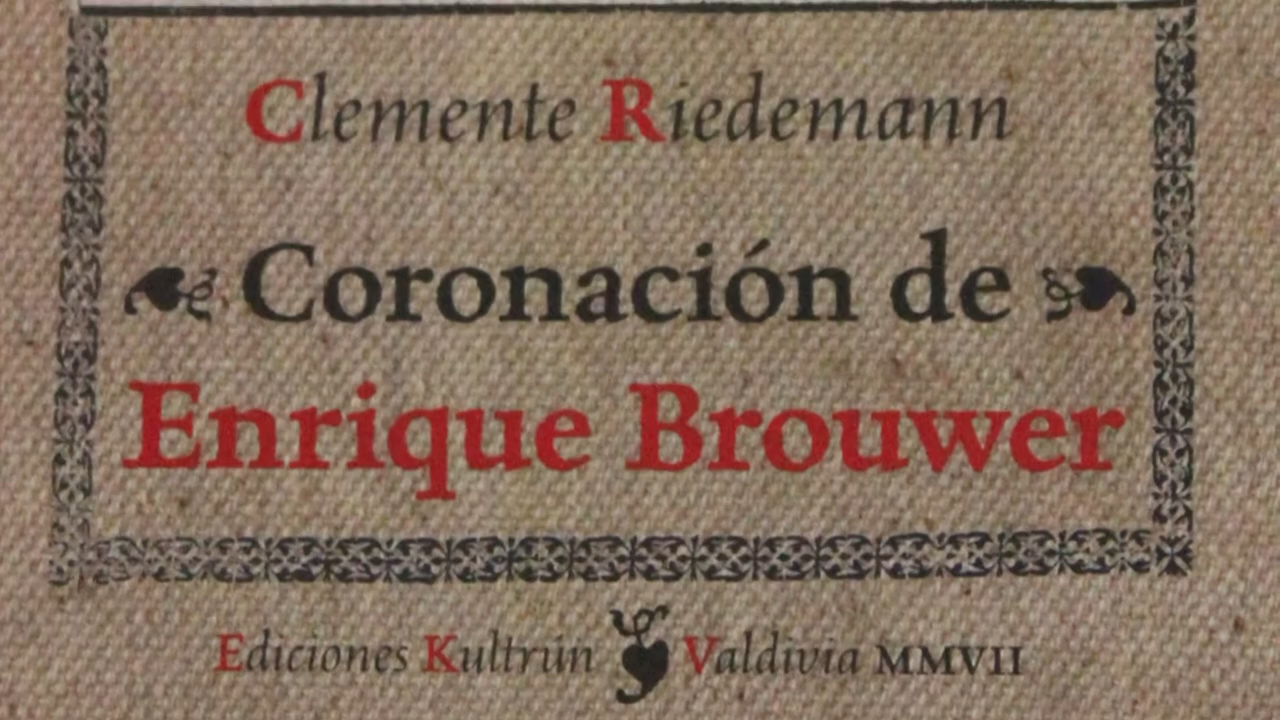 Clemente Riedemann
Coronación de
Enrique Brouwer
Ediciones Kultrún Valdivia MMVII